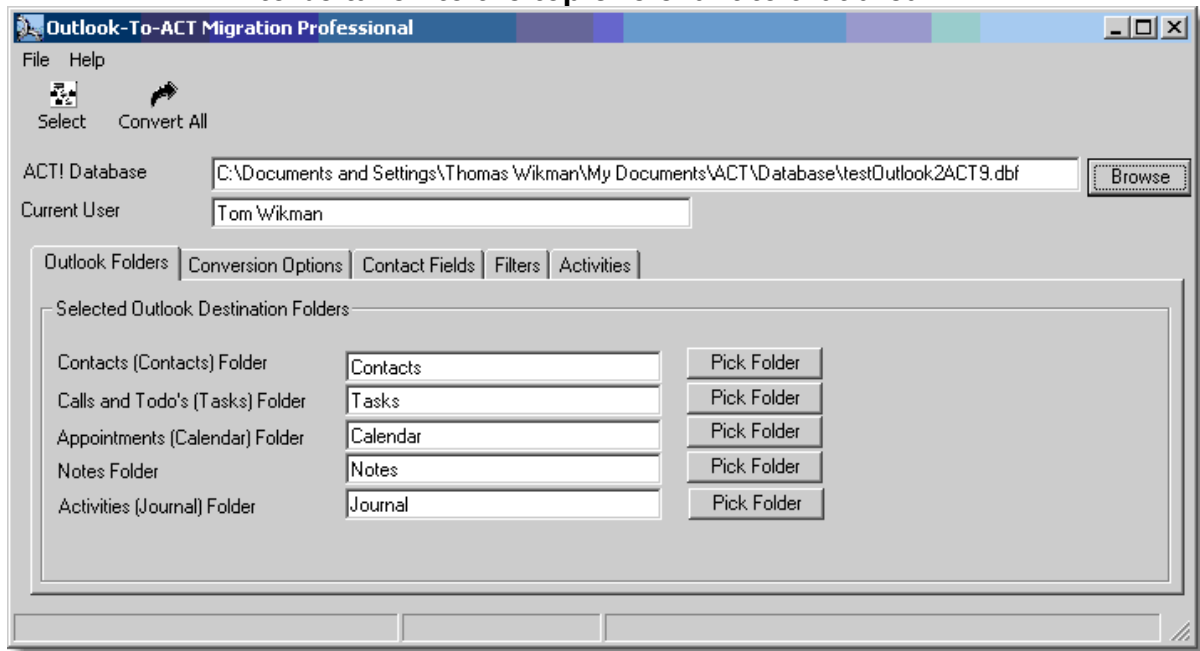 Outlook-To-ACT Migration Professional
File Help
Select Convert All
ACT! Database C:\Documents and Settings\Thomas Wikman\My Documents\ACT\Database\testOutlook2ACT9.dbf Browse
Current User Tom Wikman
Outlook Folders Conversion Options Contact Fields Filters Activities
Selected Outlook Destination Folders
Contacts (Contacts) Folder Contacts Pick Folder
Calls and Todo's (Tasks) Folder Tasks Pick Folder
Appointments (Calendar) Folder Calendar Pick Folder
Notes Folder Notes Pick Folder
Activities (Journal) Folder Journal Pick Folder